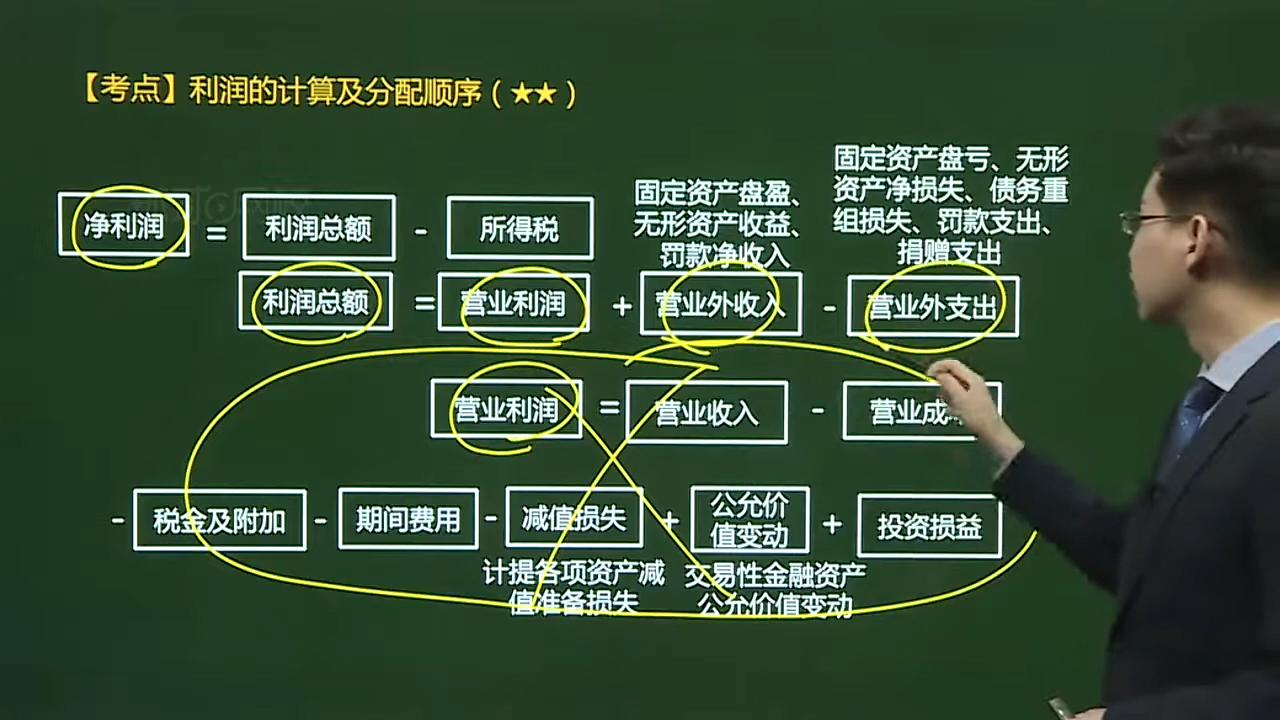 【考点】利润的计算及分配顺序（★★）
固定资产盘亏、无形
资产净损失、债务重
组损失、罚款支出、
捐赠支出
固定资产盘盈、
无形资产收益、
罚款净收入
净利润 = 利润总额 - 所得税
利润总额 = 营业利润 + 营业外收入 - 营业外支出
营业利润 = 营业收入 - 营业成
- 税金及附加 - 期间费用 - 减值损失 + 公允价
值变动 + 投资损益
计提各项资产减
值准备损失
交易性金融资产
公允价值变动